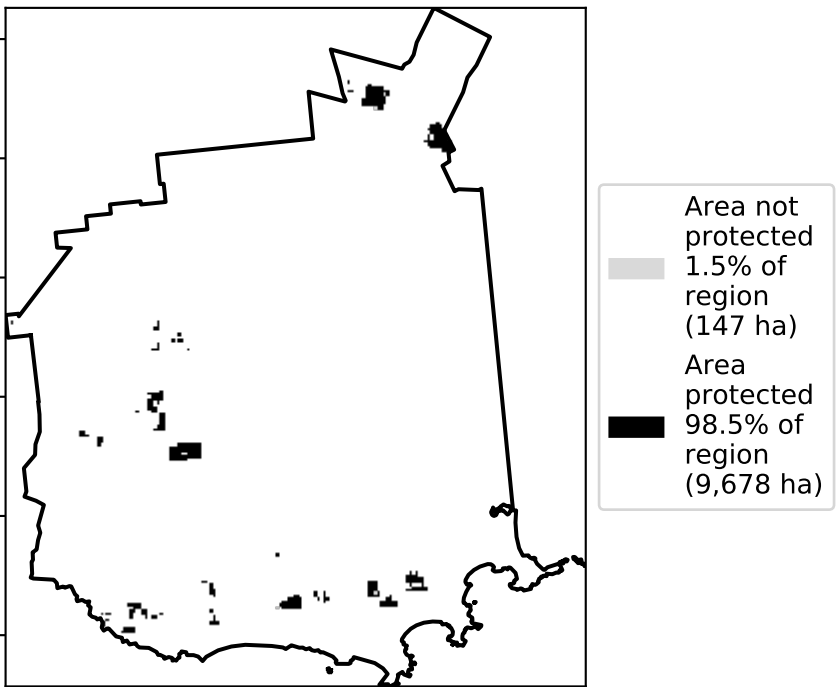 Area not
protected
1.5% of
region
(147 ha)
Area
protected
98.5% of
region
(9,678 ha)